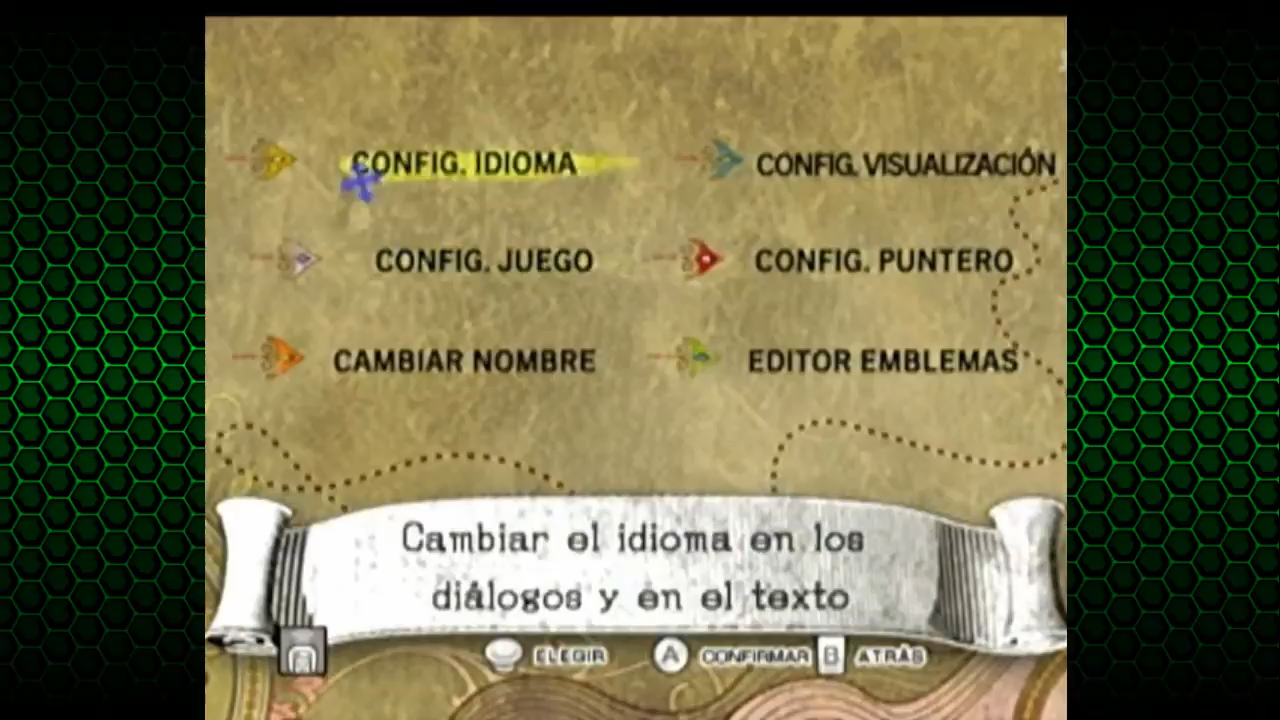 CONFIG. IDIOMA
CONFIG. VISUALIZACIÓN
CONFIG. JUEGO
CONFIG. PUNTERO
CAMBIAR NOMBRE
EDITOR EMBLEMAS
Cambiar el idioma en los
diálogos y en el texto
ELEGIR A CONFIRMAR B ATRÁS